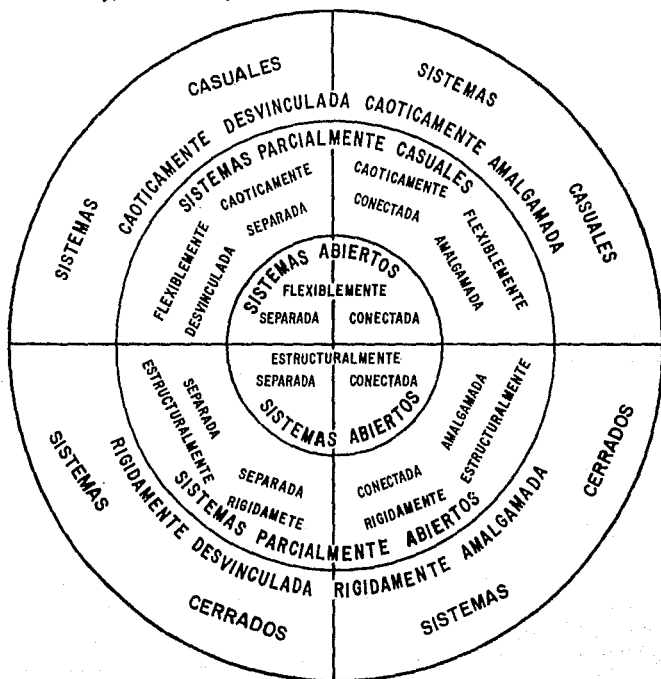 SISTEMAS CASUALES
SISTEMAS CASUALES
CAOTICAMENTE DESVINCULADA
CAOTICAMENTE AMALGAMADA
SISTEMAS PARCIALMENTE CASUALES
CAOTICAMENTE
SEPARADA
CAOTICAMENTE
CONECTADA
FLEXIBLEMENTE
DESVINCULADA
FLEXIBLEMENTE
AMALGAMADA
SISTEMAS ABIERTOS
FLEXIBLEMENTE
SEPARADA
CONECTADA
ESTRUCTURALMENTE
SEPARADA
CONECTADA
SISTEMAS ABIERTOS
SEPARADA
ESTRUCTURALMENTE
AMALGAMADA
ESTRUCTURALMENTE
SEPARADA
RIGIDAMETE
CONECTADA
RIGIDAMENTE
SISTEMAS PARCIALMENTE ABIERTOS
RIGIDAMENTE DESVINCULADA
RIGIDAMENTE AMALGAMADA
SISTEMAS CERRADOS
SISTEMAS CERRADOS